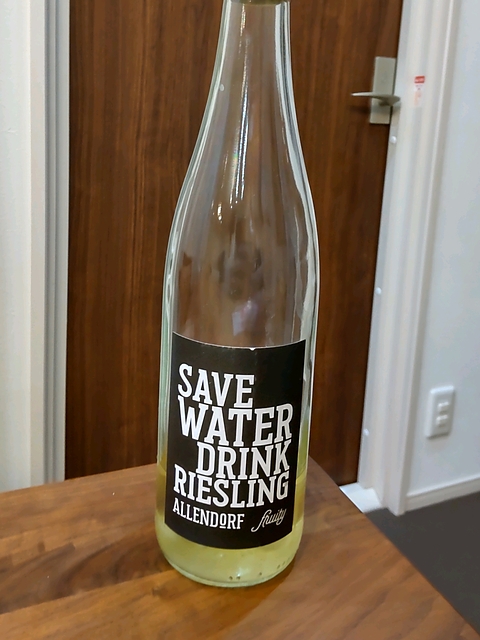 SAVE
WATER
DRINK
RIESLING
ALLENDORF fruity